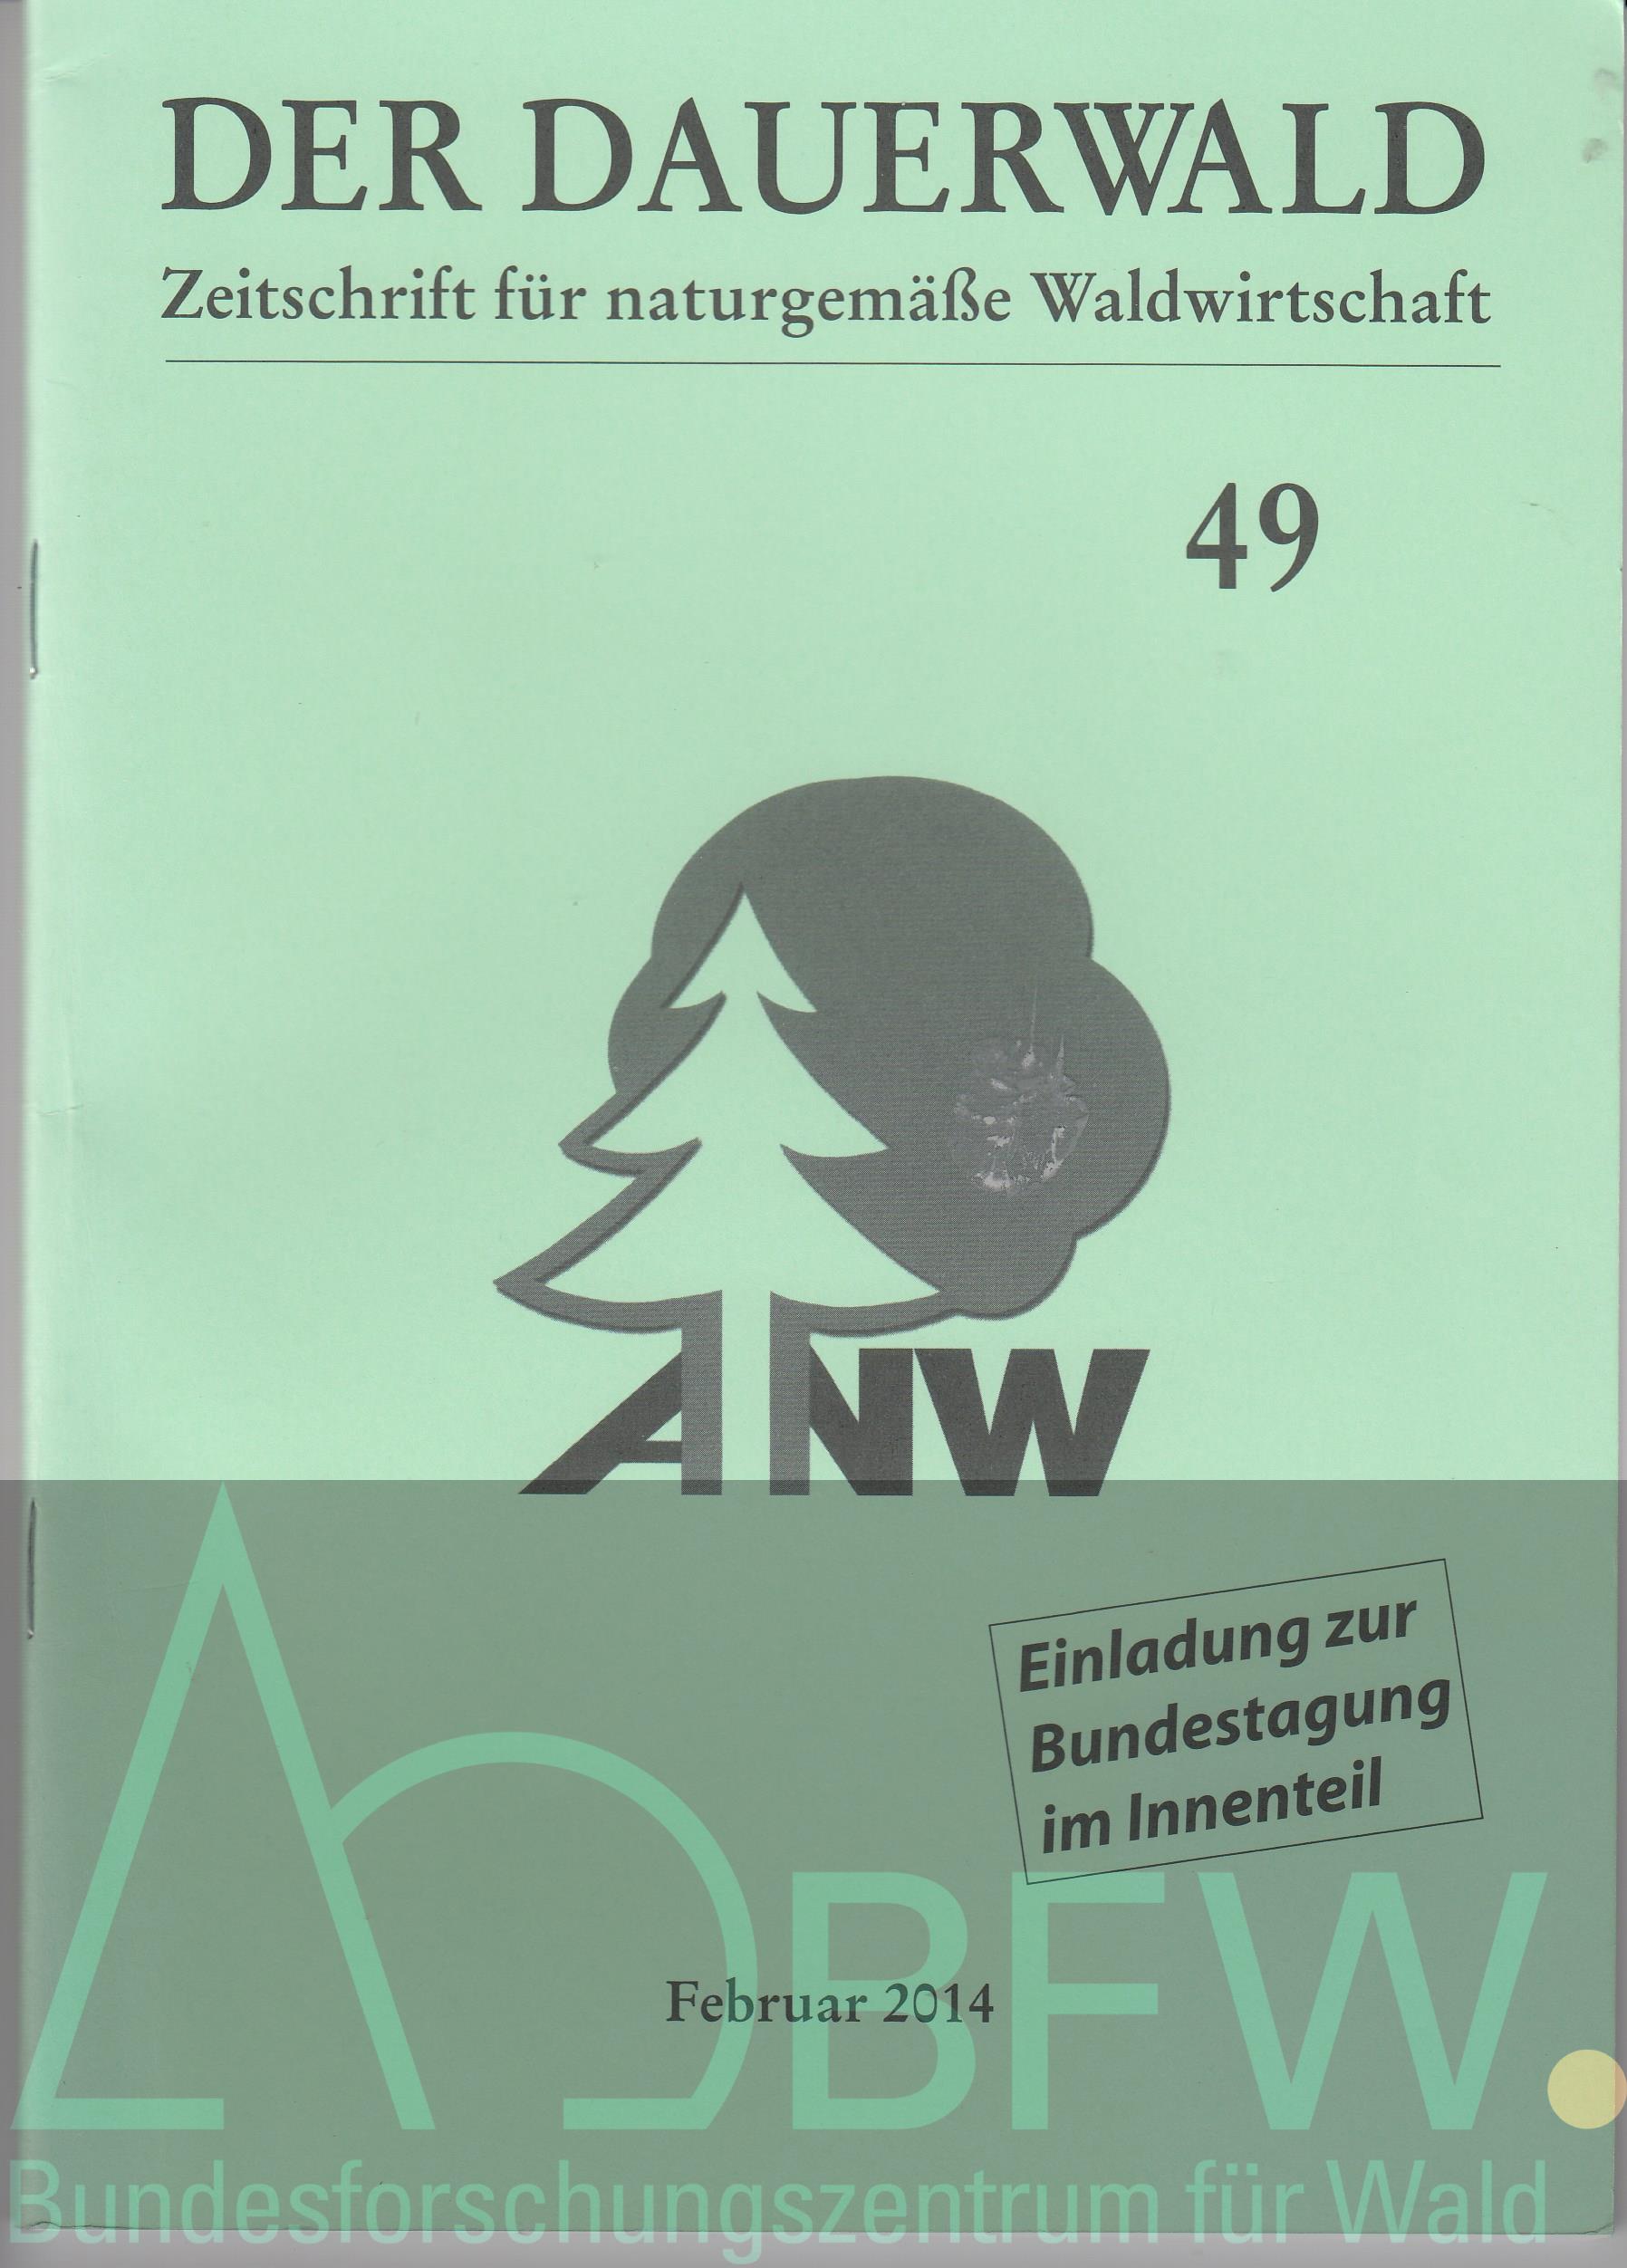 DER DAUERWALD
Zeitschrift für naturgemäße Waldwirtschaft
49
ANW
Einladung zur
Bundestagung
im Innenteil
Februar 2014
BFW.
Bundesforschungszentrum für Wald